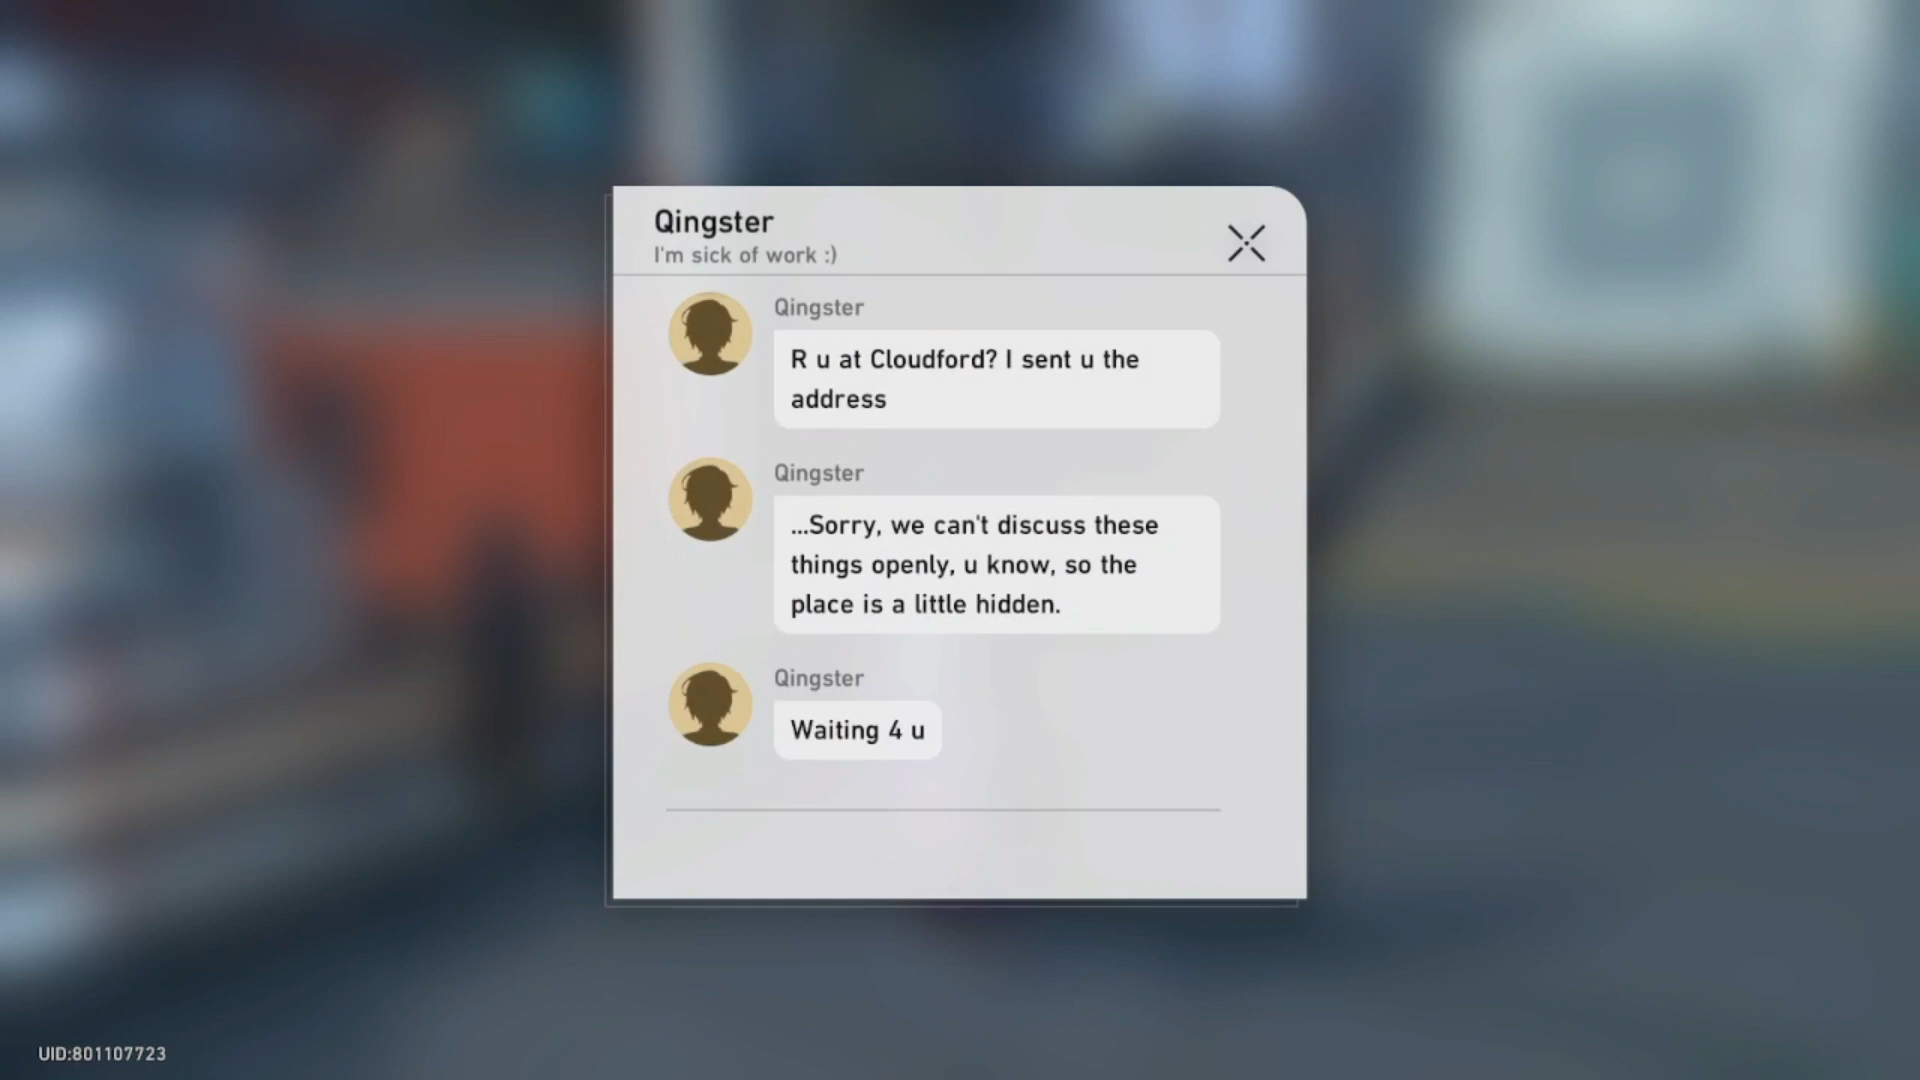 Qingster
I'm sick of work :)
Qingster
R u at Cloudford? I sent u the
address
Qingster
...Sorry, we can't discuss these
things openly, u know, so the
place is a little hidden.
Qingster
Waiting 4 u
UID:801107723